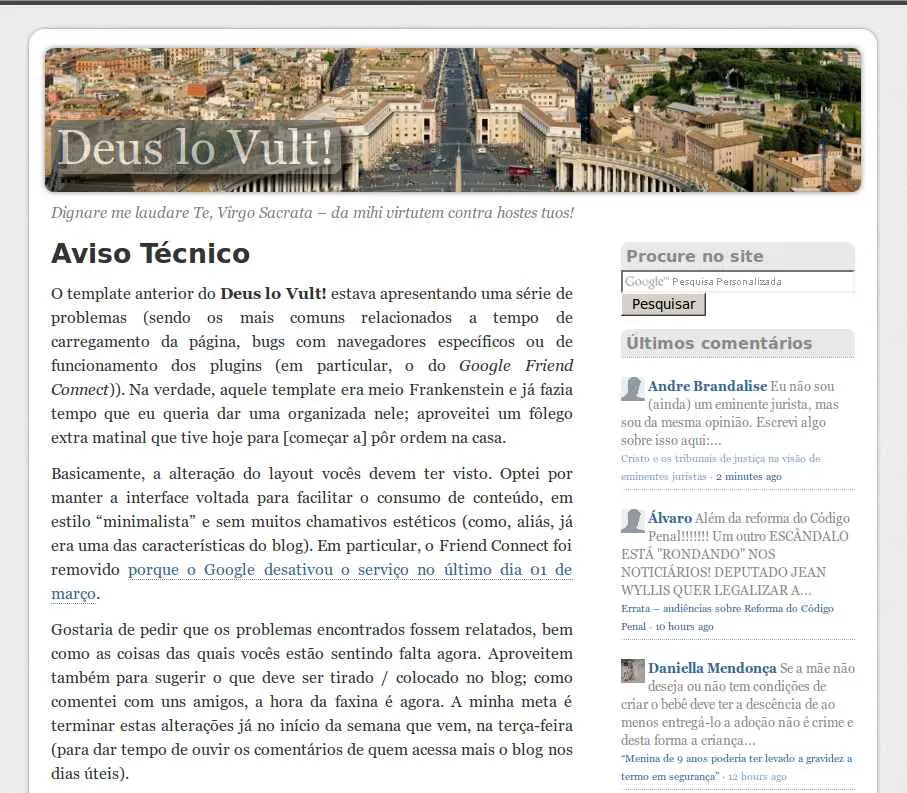 Deus lo Vult!
Dignare me laudare Te, Virgo Sacrata – da mihi virtutem contra hostes tuos!
Aviso Técnico
O template anterior do Deus lo Vult! estava apresentando uma série de
problemas (sendo os mais comuns relacionados a tempo de
carregamento da página, bugs com navegadores específicos ou de
funcionamento dos plugins (em particular, o do Google Friend
Connect)). Na verdade, aquele template era meio Frankenstein e já fazia
tempo que eu queria dar uma organizada nele; aproveitei um fôlego
extra matinal que tive hoje para [começar a] pôr ordem na casa.
Basicamente, a alteração do layout vocês devem ter visto. Optei por
manter a interface voltada para facilitar o consumo de conteúdo, em
estilo “minimalista” e sem muitos chamativos estéticos (como, aliás, já
era uma das características do blog). Em particular, o Friend Connect foi
removido porque o Google desativou o serviço no último dia 01 de
março.
Gostaria de pedir que os problemas encontrados fossem relatados, bem
como as coisas das quais vocês estão sentindo falta agora. Aproveitem
também para sugerir o que deve ser tirado / colocado no blog; como
comentei com uns amigos, a hora da faxina é agora. A minha meta é
terminar estas alterações já no início da semana que vem, na terça-feira
(para dar tempo de ouvir os comentários de quem acessa mais o blog nos
dias úteis).
Procure no site
Google™ Pesquisa Personalizada
Pesquisar
Últimos comentários
Andre Brandalise Eu não sou
(ainda) um eminente jurista, mas
sou da mesma opinião. Escrevi algo
sobre isso aqui:...
Cristo e os tribunais de justiça na visão de
eminentes juristas · 2 minutes ago
Álvaro Além da reforma do Código
Penal!!!!!!! Um outro ESCÂNDALO
ESTÁ "RONDANDO" NOS
NOTICIÁRIOS! DEPUTADO JEAN
WYLLIS QUER LEGALIZAR A...
Errata – audiências sobre Reforma do Código
Penal · 10 hours ago
Daniella Mendonça Se a mãe não
deseja ou não tem condições de
criar o bebê deve ter a descência de ao
menos entregá-lo a adoção não é crime e
desta forma a criança...
“Menina de 9 anos poderia ter levado a gravidez a
termo em segurança” · 12 hours ago